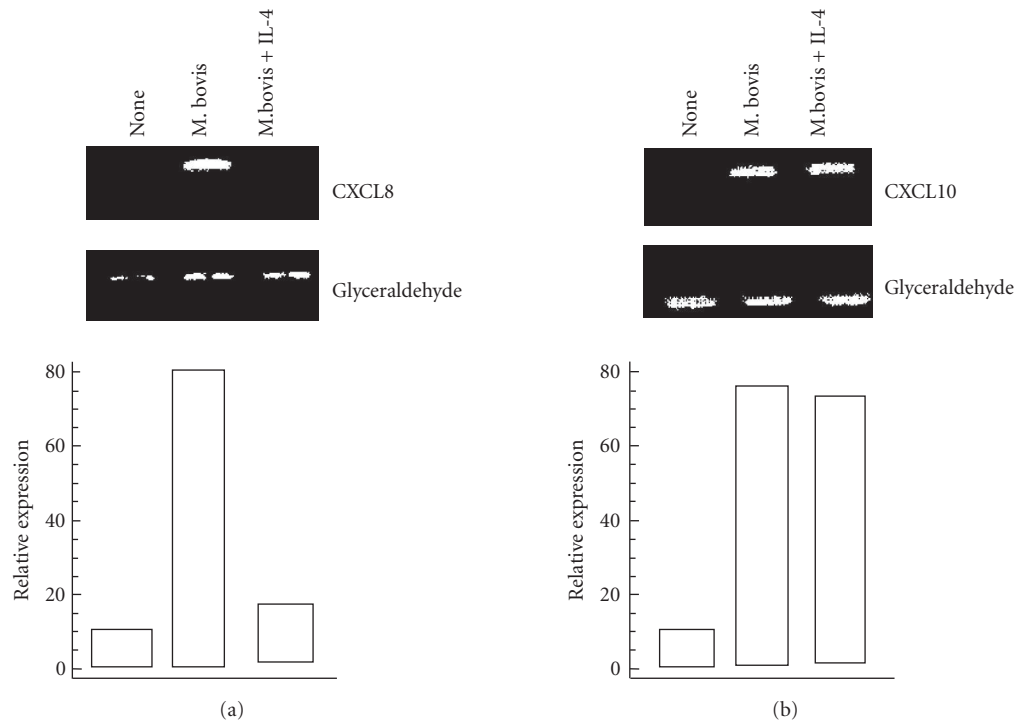 None
M. bovis
M.bovis + IL-4
CXCL8
Glyceraldehyde
80
60
40
20
0
Relative expression
(a)
None
M. bovis
M.bovis + IL-4
CXCL10
Glyceraldehyde
80
60
40
20
0
Relative expression
(b)